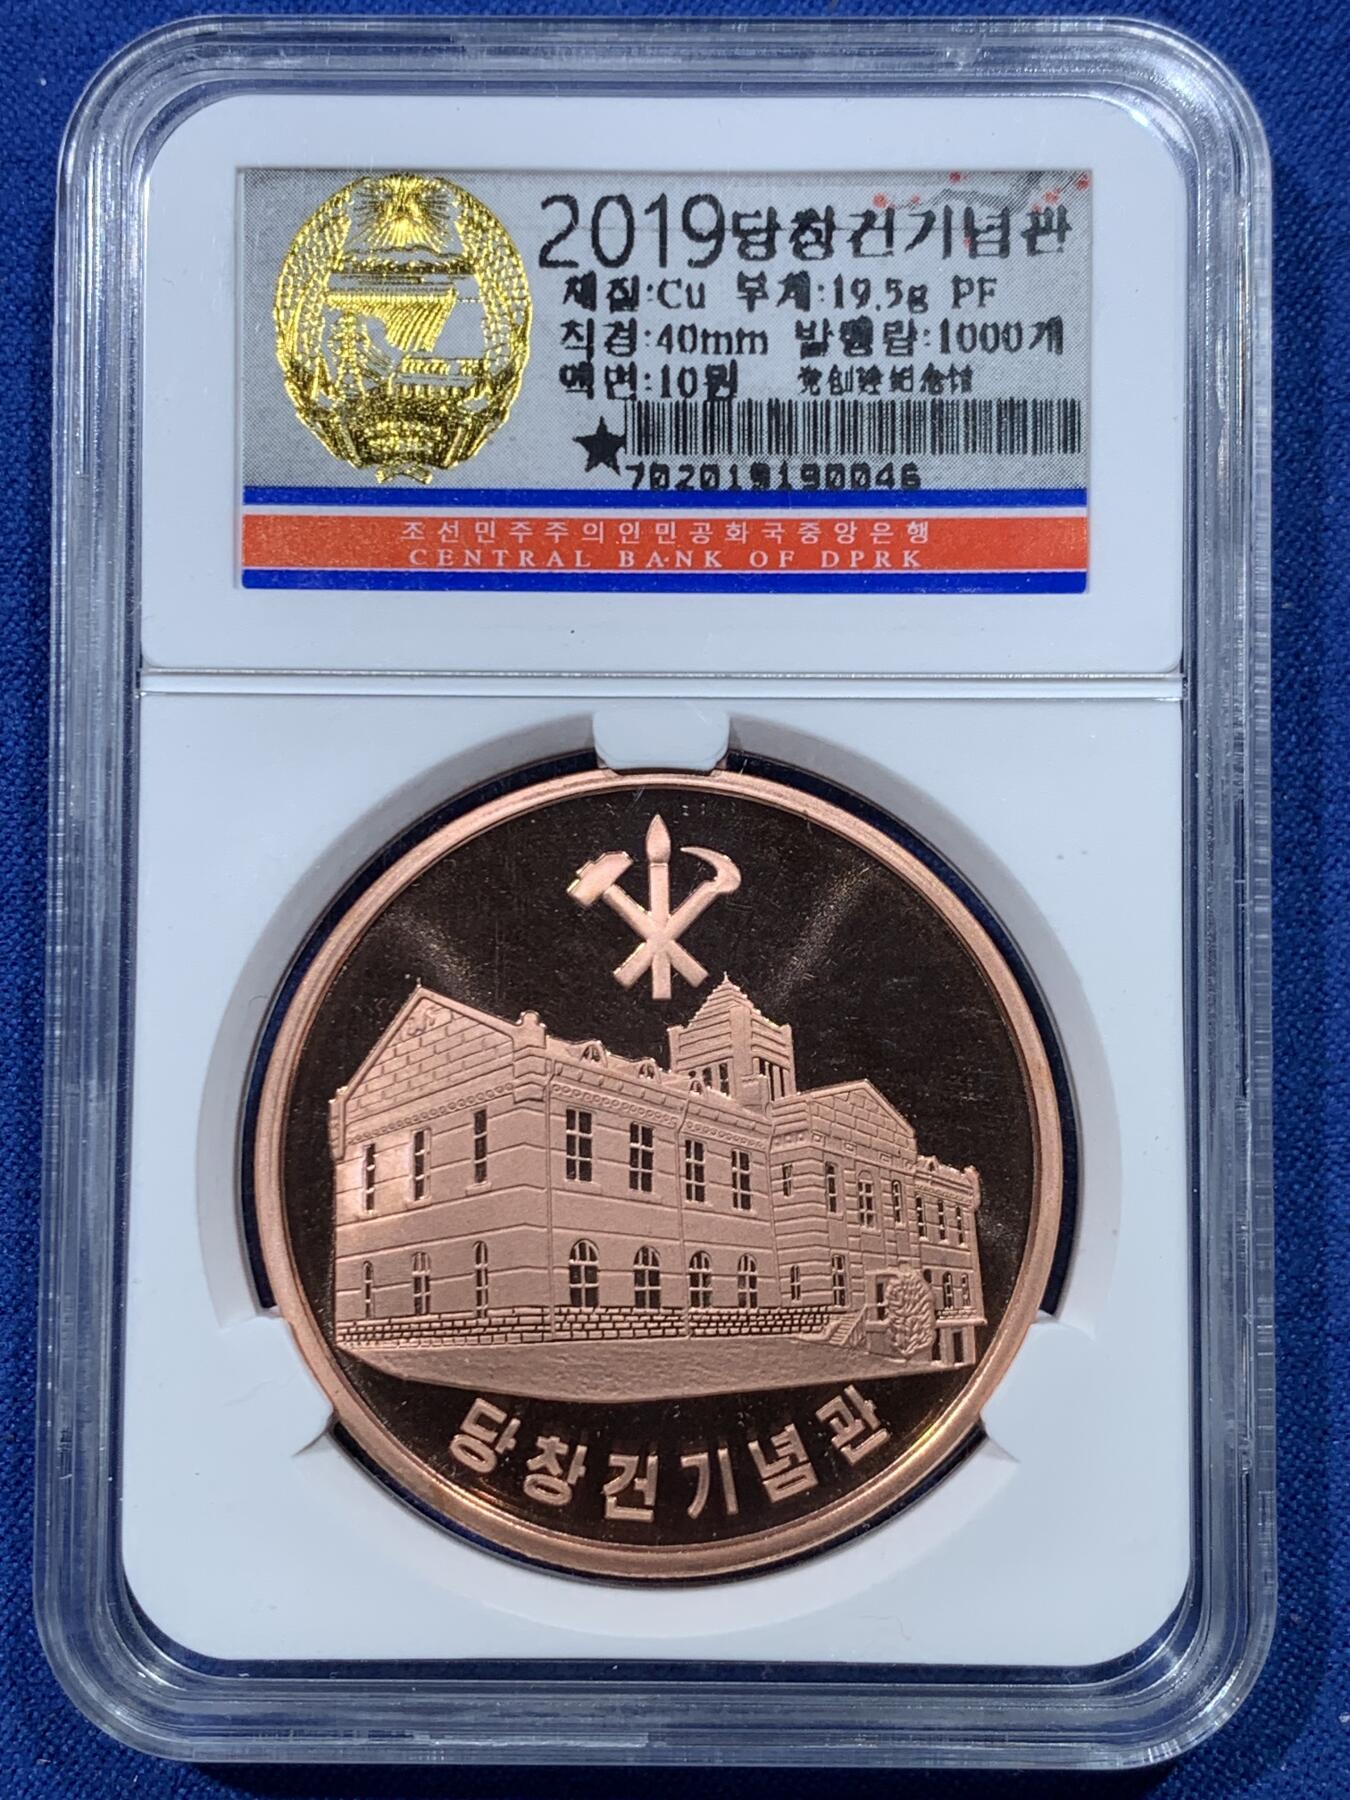 2019당창건기념관
재질:Cu 무게:19.5g PF
직경:40mm 발행량:1000개
액면:10원 党创建纪念馆
702019190046
조선민주주의인민공화국중앙은행
CENTRAL BANK OF DPRK
당창건기념관